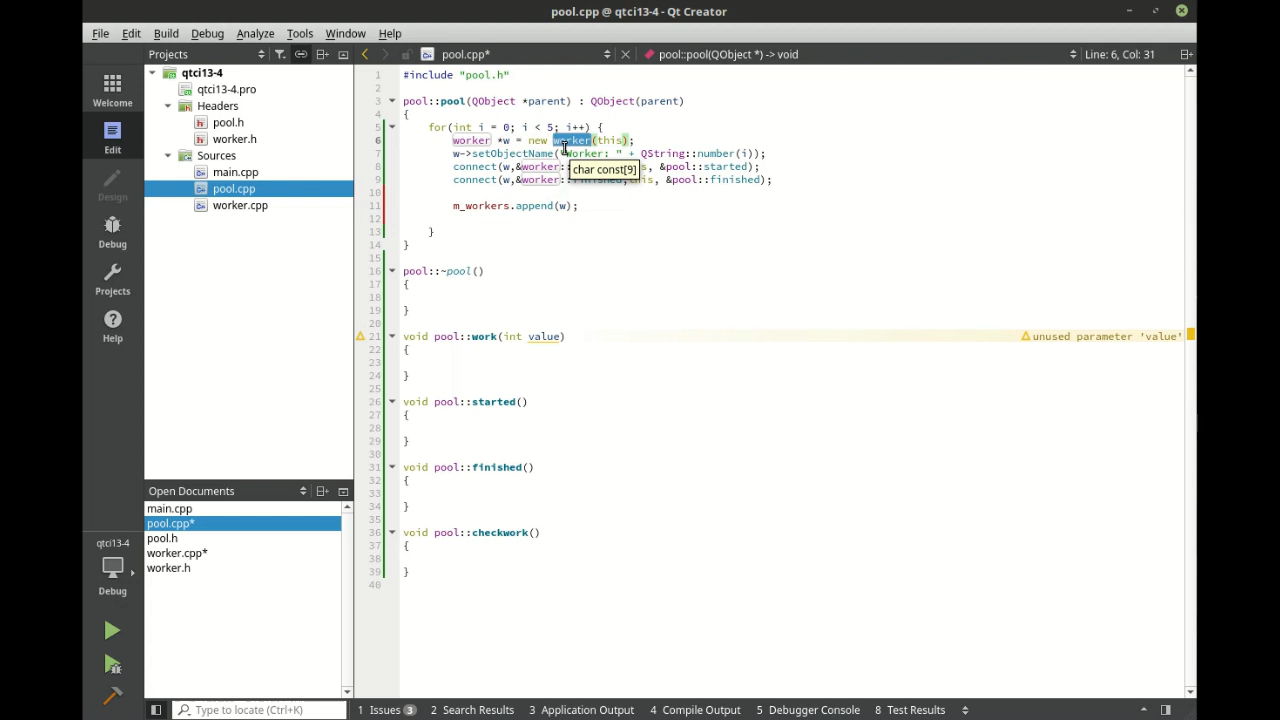 pool.cpp @ qtci13-4 - Qt Creator
File Edit Build Debug Analyze Tools Window Help
Projects
pool.cpp*
pool::pool(QObject *) -> void
Line: 6, Col: 31
Welcome
Edit
Design
Debug
Projects
Help
qtci13-4
Debug
qtci13-4
qtci13-4.pro
Headers
pool.h
worker.h
Sources
main.cpp
pool.cpp
worker.cpp
Open Documents
main.cpp
pool.cpp*
pool.h
worker.cpp*
worker.h
1 #include "pool.h"
2
3 pool::pool(QObject *parent) : QObject(parent)
4 {
5 for(int i = 0; i < 5; i++) {
6 worker *w = new worker(this);
7 w->setObjectName("Worker: " + QString::number(i));
8 connect(w,&worker:: s, &pool::started);
char const[9]
9 connect(w,&worker::finished,this, &pool::finished);
10
11 m_workers.append(w);
12
13 }
14 }
15
16 pool::~pool()
17 {
18
19 }
20
21 void pool::work(int value)
unused parameter 'value'
22 {
23
24 }
25
26 void pool::started()
27 {
28
29 }
30
31 void pool::finished()
32 {
33
34 }
35
36 void pool::checkwork()
37 {
38
39 }
40
Type to locate (Ctrl+K)
1 Issues 3
2 Search Results
3 Application Output
4 Compile Output
5 Debugger Console
8 Test Results